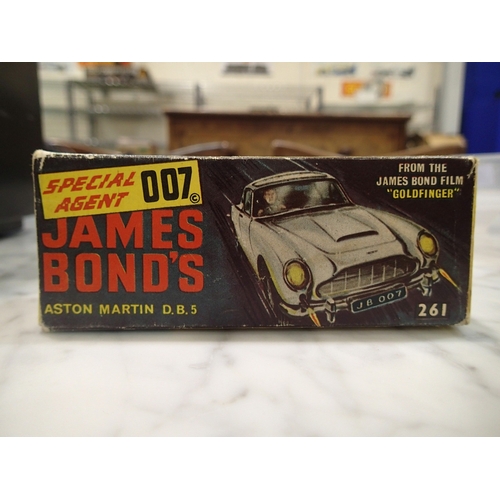 SPECIAL
AGENT
007 ©
JAMES
BOND'S
ASTON MARTIN D.B.5
FROM THE
JAMES BOND FILM
"GOLDFINGER"
JB 007
261